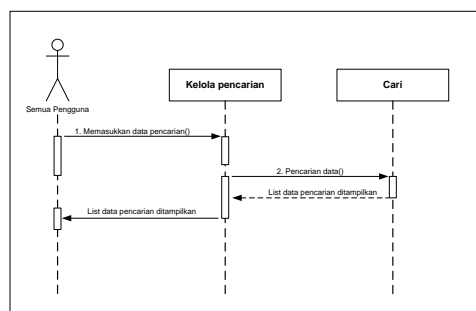 Semua Pengguna
Kelola pencarian
Cari
1. Memasukkan data pencarian()
2. Pencarian data()
List data pencarian ditampilkan
List data pencarian ditampilkan